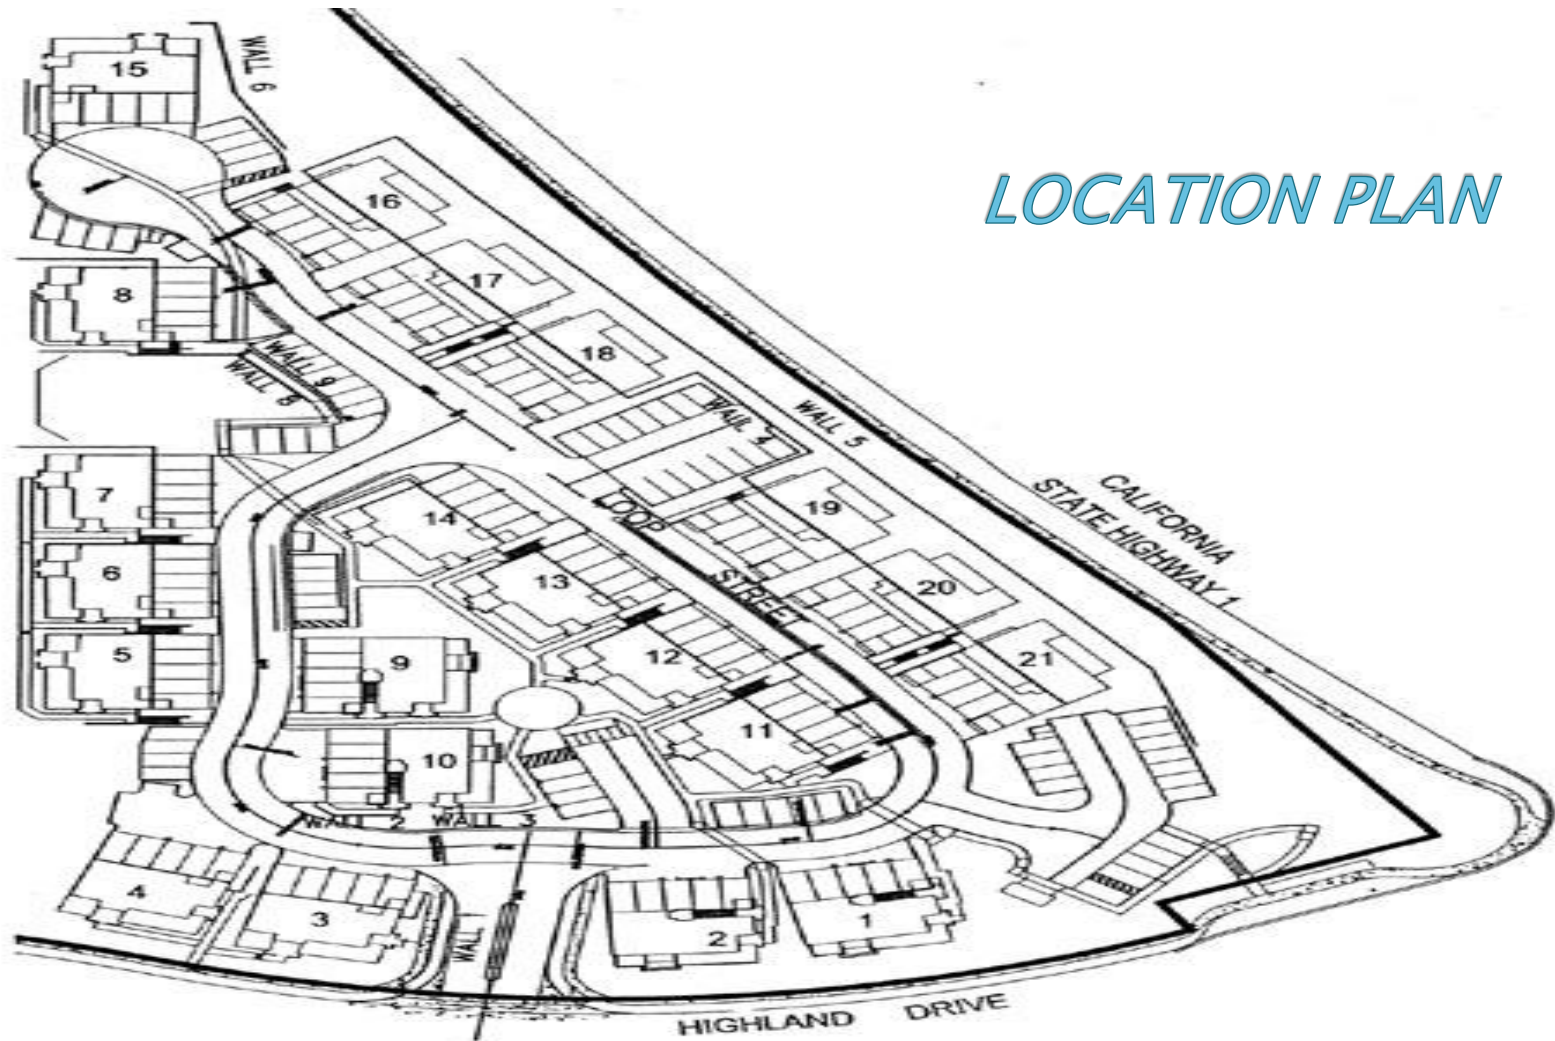 LOCATION PLAN
15
WALL 6
16
17
8
18
WALL 9
WALL 8
WALL 4
WALL 5
7
14
LOOP
STREET
19
CALIFORNIA
STATE HIGHWAY 1
6
13
20
5
9
12
21
10
11
WALL 2
WALL 3
4
3
WALL 1
2
1
HIGHLAND DRIVE